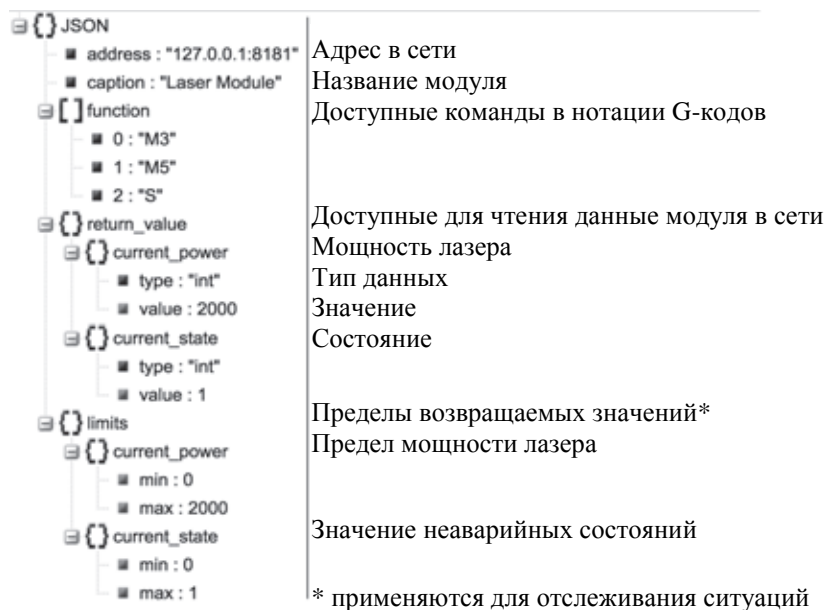 JSON
address : "127.0.0.1:8181" Адрес в сети
caption : "Laser Module" Название модуля
function Доступные команды в нотации G-кодов
0 : "M3"
1 : "M5"
2 : "S"
return_value Доступные для чтения данные модуля в сети
current_power Мощность лазера
type : "int" Тип данных
value : 2000 Значение
current_state Состояние
type : "int"
value : 1
limits Пределы возвращаемых значений*
current_power Предел мощности лазера
min : 0
max : 2000
current_state Значение неаварийных состояний
min : 0
max : 1 * применяются для отслеживания ситуаций